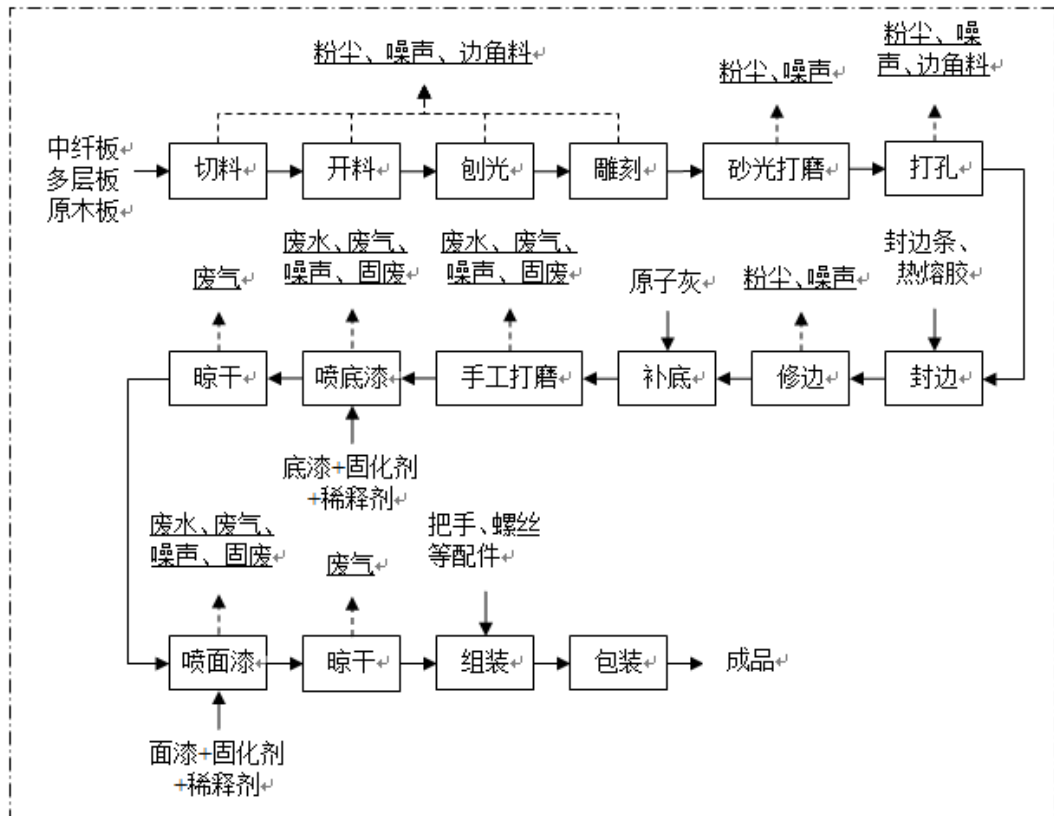 粉尘、噪声、边角料
粉尘、噪声
粉尘、噪
声、边角料
中纤板
多层板
原木板
切料
开料
刨光
雕刻
砂光打磨
打孔
废气
废水、废气、
噪声、固废
废水、废气、
噪声、固废
原子灰
粉尘、噪声
封边条、
热熔胶
晾干
喷底漆
手工打磨
补底
修边
封边
底漆+固化剂
+稀释剂
废水、废气、
噪声、固废
废气
把手、螺丝
等配件
喷面漆
晾干
组装
包装
成品
面漆+固化剂
+稀释剂